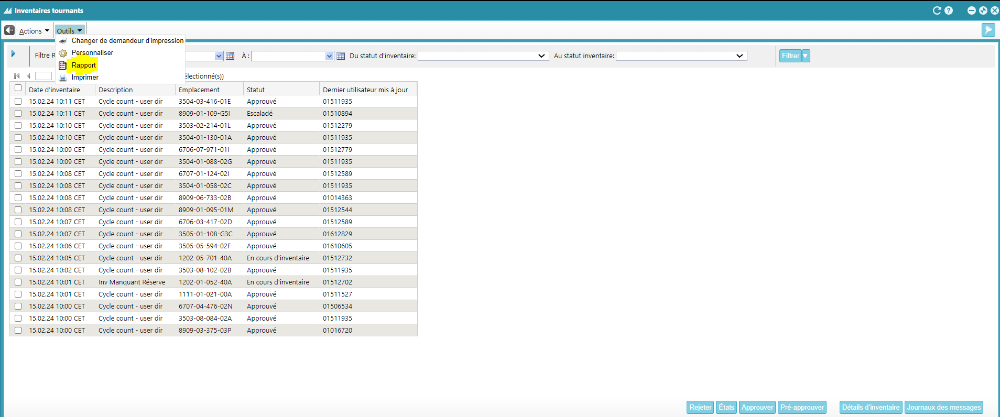 Inventaires tournants
Actions Outils
Changer de demandeur d'impression
Personnaliser
Rapport
Imprimer
Filtre R À : Du statut d'inventaire: Au statut inventaire: Filtrer
électionné(s))
Date d'inventaire Description Emplacement Statut Dernier utilisateur mis à jour
15.02.24 10:11 CET Cycle count - user dir 3504-03-416-01E Approuvé 01511935
15.02.24 10:11 CET Cycle count - user dir 8909-01-109-G5I Escaladé 01510894
15.02.24 10:10 CET Cycle count - user dir 3503-02-214-01L Approuvé 01512279
15.02.24 10:10 CET Cycle count - user dir 3504-01-130-01A Approuvé 01511935
15.02.24 10:09 CET Cycle count - user dir 6706-07-971-01I Approuvé 01512779
15.02.24 10:09 CET Cycle count - user dir 3504-01-088-02G Approuvé 01511935
15.02.24 10:08 CET Cycle count - user dir 6707-01-124-02I Approuvé 01512589
15.02.24 10:08 CET Cycle count - user dir 3504-01-058-02C Approuvé 01511935
15.02.24 10:08 CET Cycle count - user dir 8909-06-733-02B Approuvé 01014363
15.02.24 10:08 CET Cycle count - user dir 8909-01-095-01M Approuvé 01512544
15.02.24 10:07 CET Cycle count - user dir 6706-03-417-02D Approuvé 01512589
15.02.24 10:07 CET Cycle count - user dir 3505-01-108-G3C Approuvé 01612829
15.02.24 10:06 CET Cycle count - user dir 3505-05-594-02F Approuvé 01610605
15.02.24 10:05 CET Cycle count - user dir 1202-05-701-40A En cours d'inventaire 01512732
15.02.24 10:02 CET Cycle count - user dir 3503-08-102-02B Approuvé 01511935
15.02.24 10:01 CET Inv Manquant Réserve 1202-01-052-40A En cours d'inventaire 01512702
15.02.24 10:01 CET Cycle count - user dir 1111-01-021-00A Approuvé 01511527
15.02.24 10:00 CET Cycle count - user dir 6707-04-476-02N Approuvé 01506534
15.02.24 10:00 CET Cycle count - user dir 3503-08-084-02A Approuvé 01511935
15.02.24 10:00 CET Cycle count - user dir 8909-03-375-03P Approuvé 01016720
Rejeter États Approuver Pré-approuver Détails d'inventaire Journaux des messages